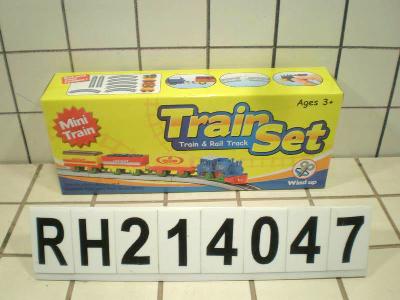 Ages 3+
Mini
Train
Train Set
Train & Rail Track
Wind up
RH214047